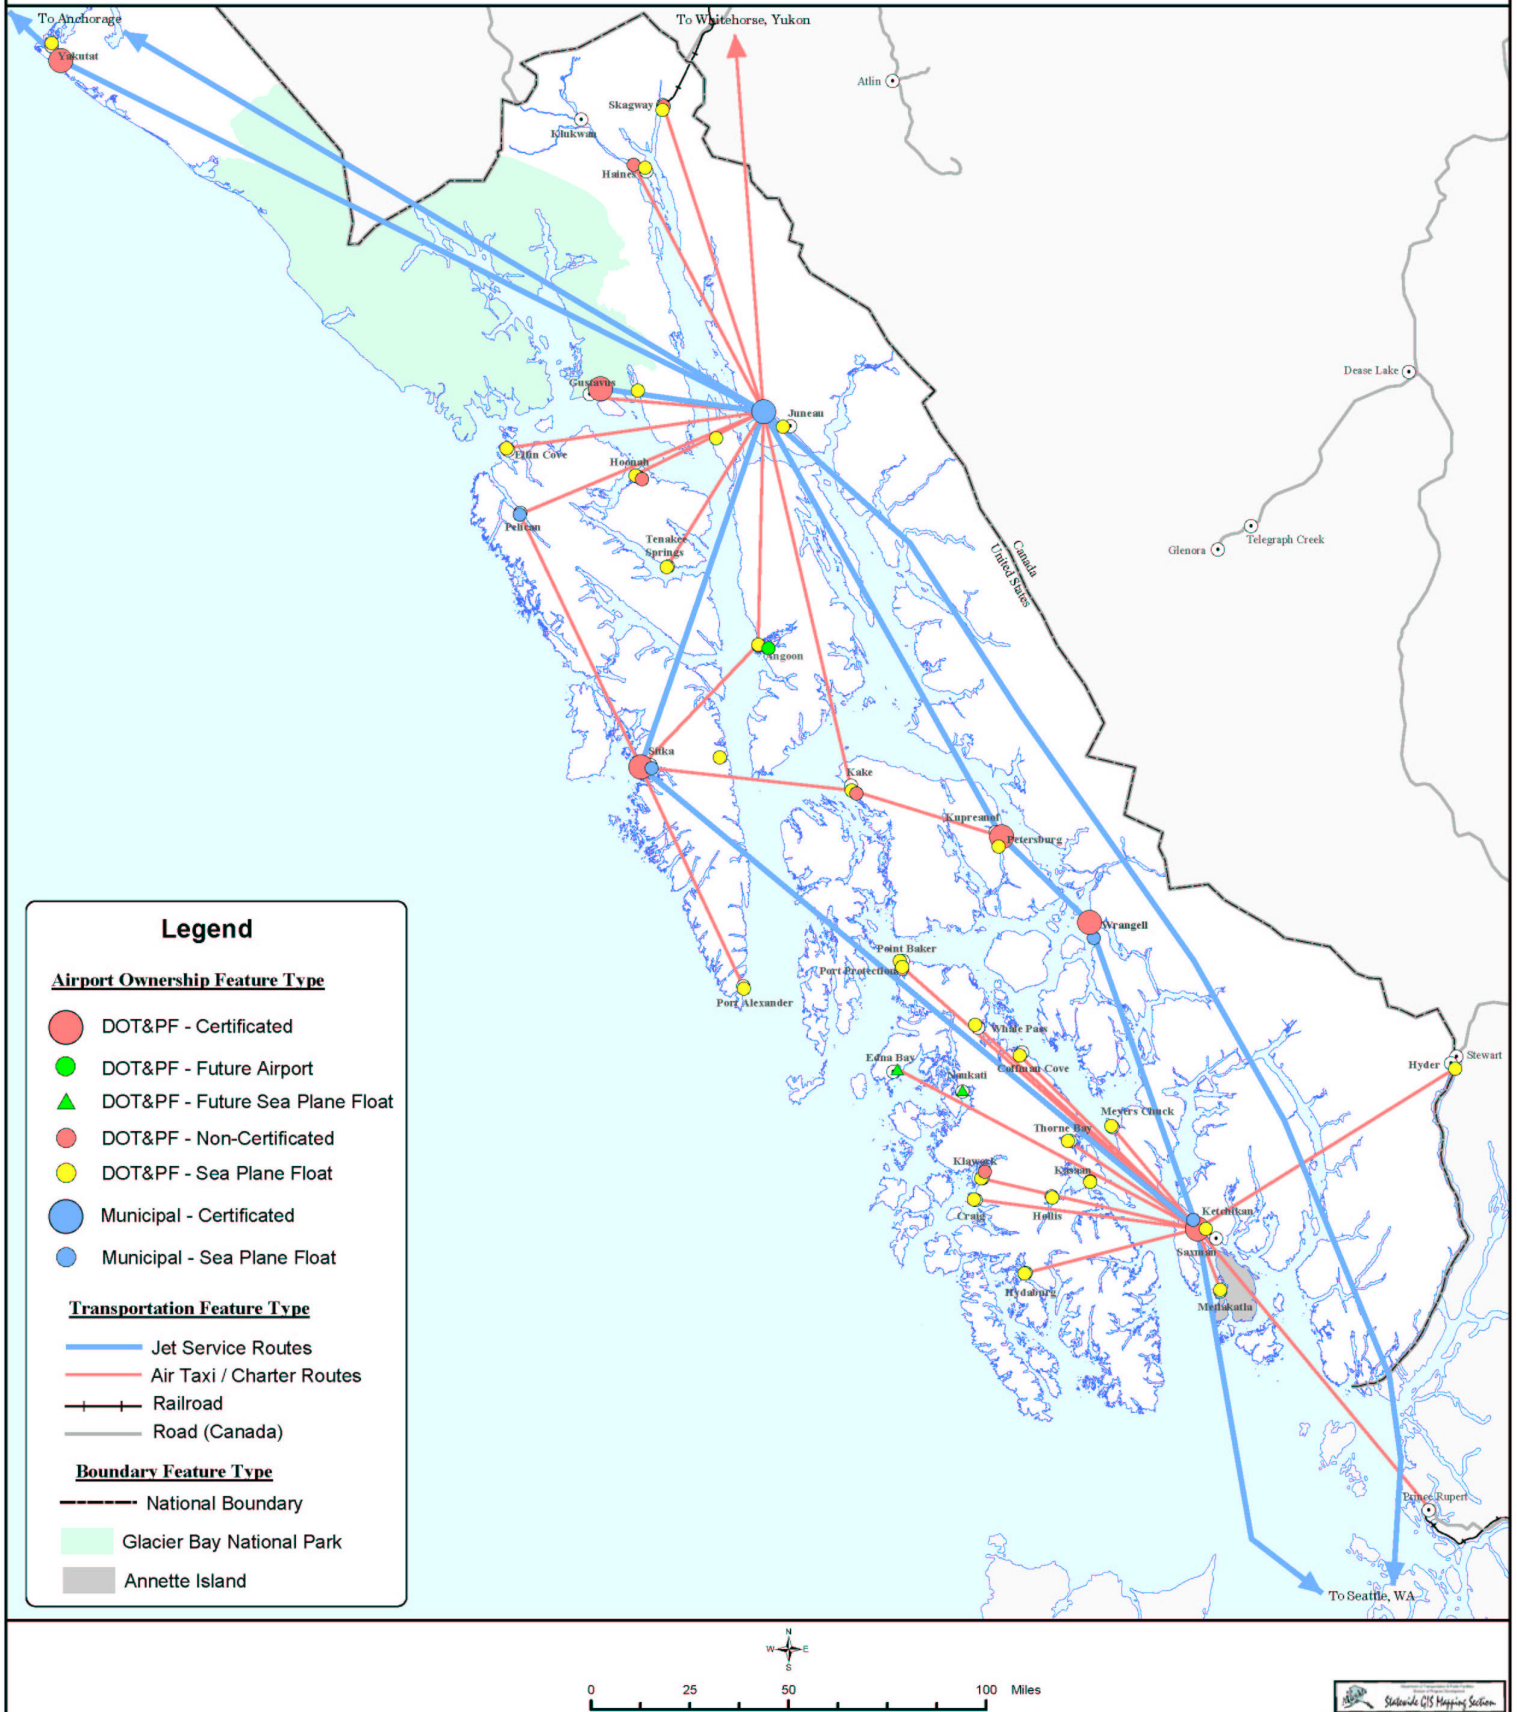 To Anchorage
To Whitehorse, Yukon
Yakutat
Atlin
Skagway
Klukwan
Haines
Dease Lake
Gustavus
Juneau
Elfin Cove
Hoonah
Pelican
Tenakee
Springs
Telegraph Creek
Glenora
Canada
United States
Angoon
Sitka
Kake
Kupreanof
Petersburg
Wrangell
Point Baker
Port Protection
Port Alexander
Whale Pass
Edna Bay
Coffman Cove
Naukati
Stewart
Hyder
Meyers Chuck
Thorne Bay
Klawock
Kasaan
Craig
Hollis
Ketchikan
Saxman
Hydaburg
Metlakatla
Prince Rupert
To Seattle, WA
Legend
Airport Ownership Feature Type
DOT&PF - Certificated
DOT&PF - Future Airport
DOT&PF - Future Sea Plane Float
DOT&PF - Non-Certificated
DOT&PF - Sea Plane Float
Municipal - Certificated
Municipal - Sea Plane Float
Transportation Feature Type
Jet Service Routes
Air Taxi / Charter Routes
Railroad
Road (Canada)
Boundary Feature Type
National Boundary
Glacier Bay National Park
Annette Island
N
W E
S
0 25 50 100 Miles
Statewide GIS Mapping Section